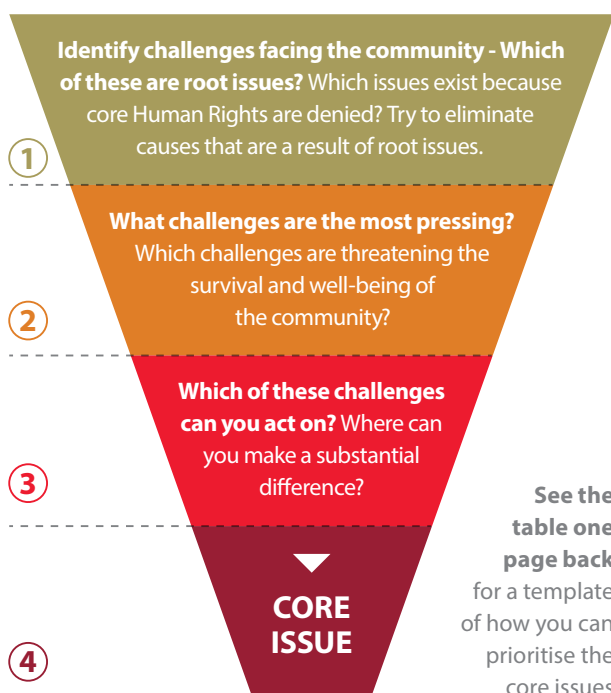 Identify challenges facing the community - Which
of these are root issues? Which issues exist because
core Human Rights are denied? Try to eliminate
causes that are a result of root issues.
1
What challenges are the most pressing?
Which challenges are threatening the
survival and well-being of
the community?
2
Which of these challenges
can you act on? Where can
you make a substantial
difference?
3
CORE
ISSUE
4
See the
table one
page back
for a template
of how you can
prioritise the
core issues